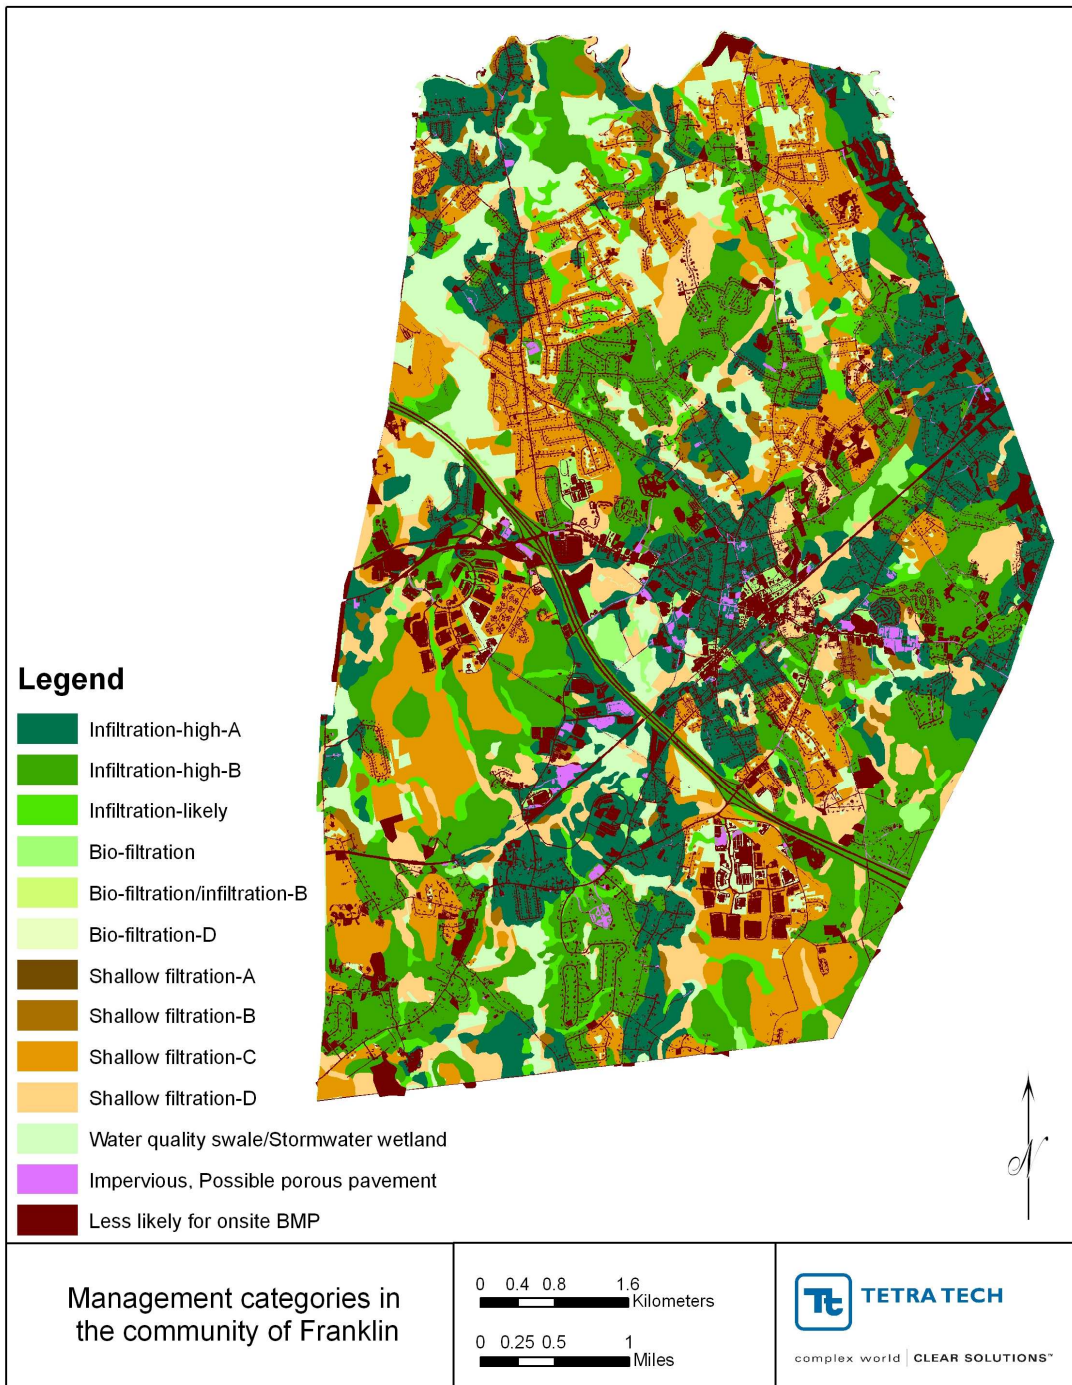 Legend
Infiltration-high-A
Infiltration-high-B
Infiltration-likely
Bio-filtration
Bio-filtration/infiltration-B
Bio-filtration-D
Shallow filtration-A
Shallow filtration-B
Shallow filtration-C
Shallow filtration-D
Water quality swale/Stormwater wetland
Impervious, Possible porous pavement
Less likely for onsite BMP
N
Management categories in
the community of Franklin
0 0.4 0.8 1.6
Kilometers
0 0.25 0.5 1
Miles
Tt TETRA TECH
complex world | CLEAR SOLUTIONS™